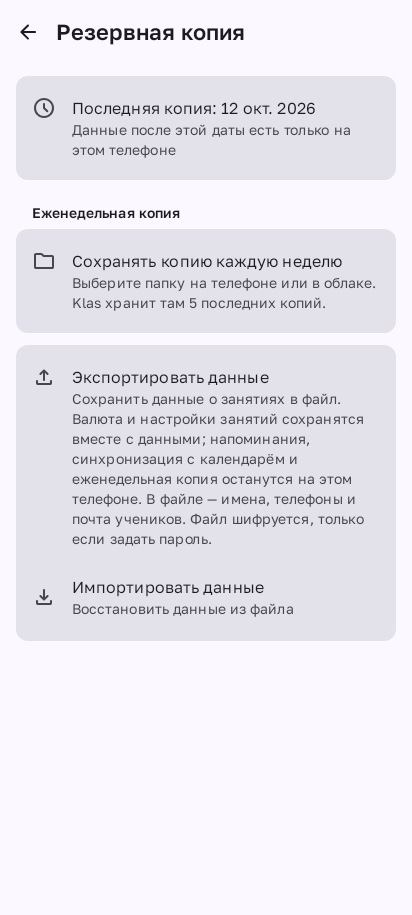 Резервная копия
Последняя копия: 12 окт. 2026
Данные после этой даты есть только на
этом телефоне
Еженедельная копия
Сохранять копию каждую неделю
Выберите папку на телефоне или в облаке.
Klas хранит там 5 последних копий.
Экспортировать данные
Сохранить данные о занятиях в файл.
Валюта и настройки занятий сохранятся
вместе с данными; напоминания,
синхронизация с календарём и
еженедельная копия останутся на этом
телефоне. В файле — имена, телефоны и
почта учеников. Файл шифруется, только
если задать пароль.
Импортировать данные
Восстановить данные из файла